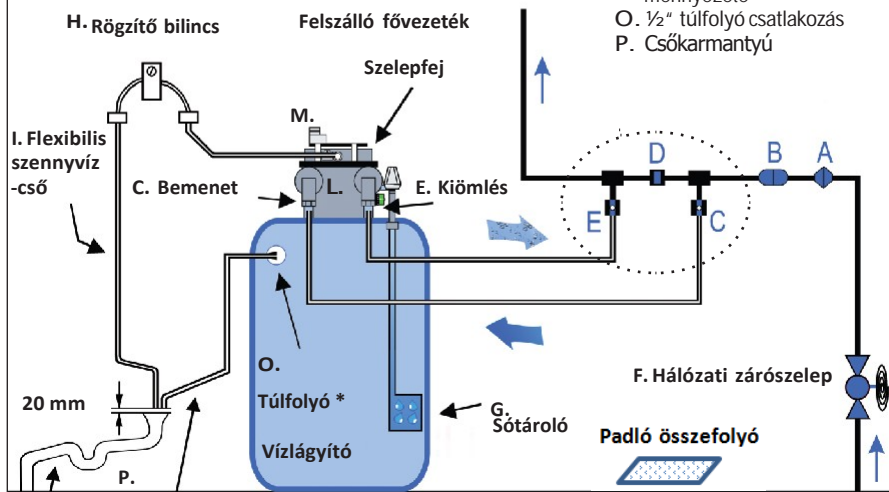 mennyezete
O. ½" túlfolyó csatlakozás
P. Csőkarmantyú
H. Rögzítő bilincs
Felszálló fővezeték
Szelepfej
M.
I. Flexibilis
szennyvíz
-cső
C. Bemenet
L.
E. Kiömlés
D
B
A
E
C
O.
Túlfolyó *
Vízlágyító
G.
Sótároló
F. Hálózati zárószelep
20 mm
P.
Padló összefolyó